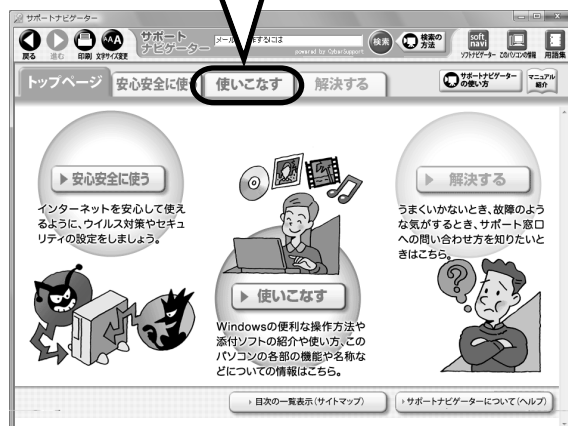 サポートナビゲーター
戻る
進む
印刷
文字サイズ変更
サポート
ナビゲーター
メール
するには
powered by CyberSupport
検索
検索の
方法
soft
navi
ソフトナビゲーター
このパソコンの情報
用語集
トップページ
安心安全に使
使いこなす
解決する
サポートナビゲーター
の使い方
マニュアル
紹介
安心安全に使う
インターネットを安心して使え
るように、ウイルス対策やセキュ
リティの設定をしましょう。
使いこなす
Windowsの便利な操作方法や
添付ソフトの紹介や使い方、この
パソコンの各部の機能や名称な
どについての情報はこちら。
解決する
うまくいかないとき、故障のよう
な気がするとき、サポート窓口
への問い合わせ方を知りたいと
きはこちら。
?
目次の一覧表示(サイトマップ)
サポートナビゲーターについて(ヘルプ)